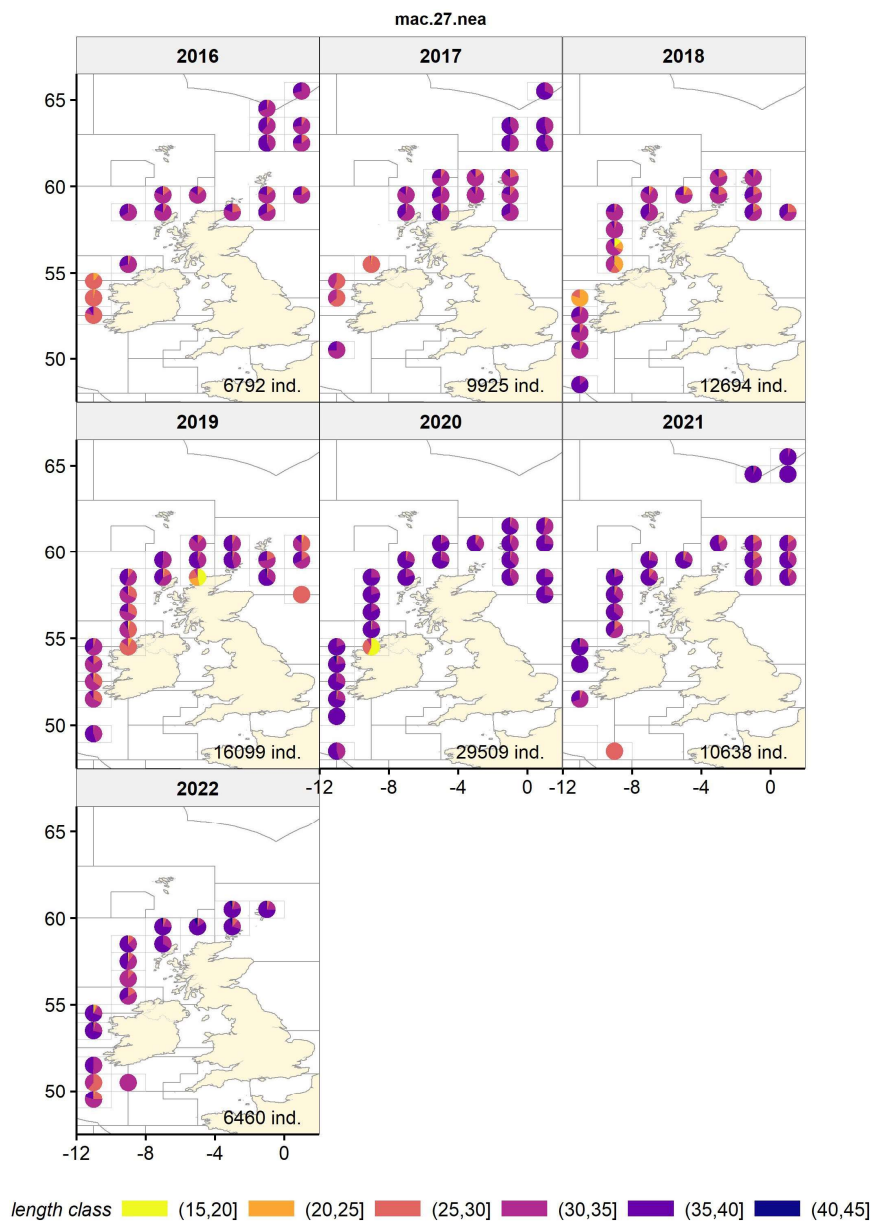 mac.27.nea
2016 2017 2018
65
60
55
50
6792 ind. 9925 ind. 12694 ind.
2019 2020 2021
65
60
55
50
16099 ind. 29509 ind. 10638 ind.
-12 -8 -4 0 -12 -8 -4 0
2022
65
60
55
50
6460 ind.
-12 -8 -4 0
length class (15,20] (20,25] (25,30] (30,35] (35,40] (40,45]